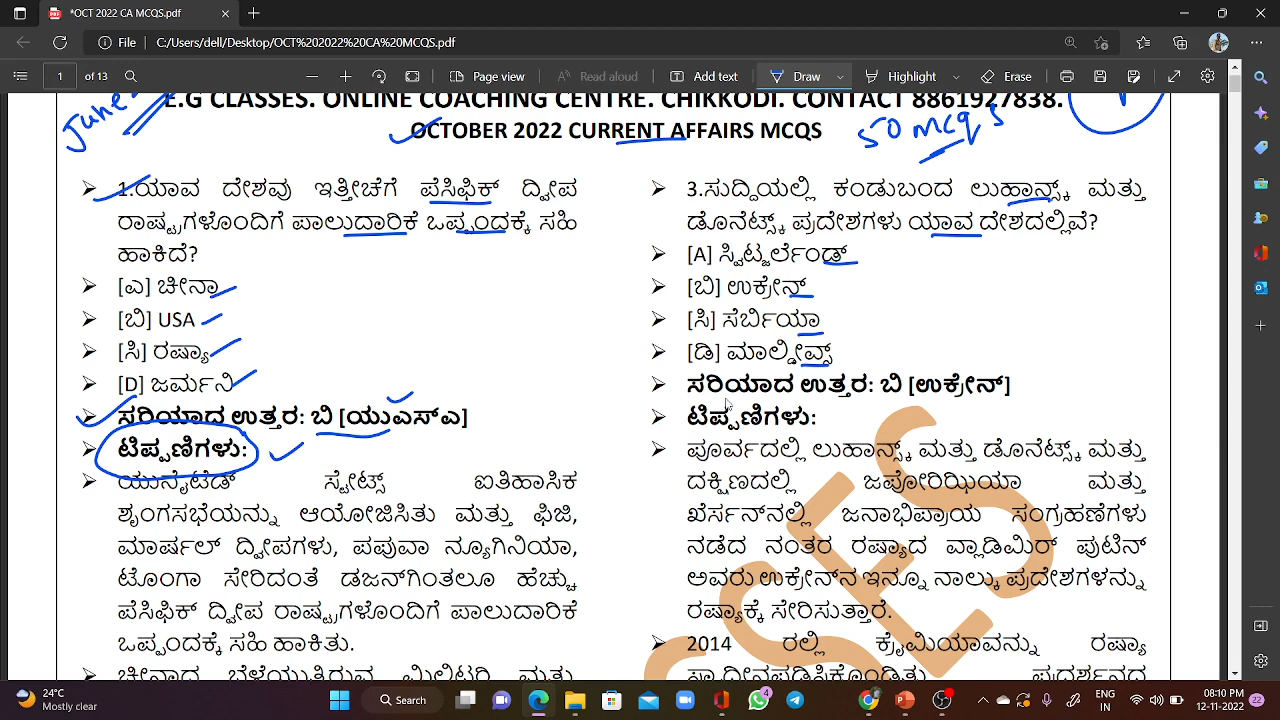 *OCT 2022 CA MCQS.pdf
File C:/Users/dell/Desktop/OCT%202022%20CA%20MCQS.pdf
1 of 13 Page view Read aloud Add text Draw Highlight Erase Share
E.G CLASSES. ONLINE COACHING CENTRE. CHIKKODI. CONTACT 8861927838.
June
OCTOBER 2022 CURRENT AFFAIRS MCQS
50 mcqs
1.ಯಾವ ದೇಶವು ಇತ್ತೀಚೆಗೆ ಪೆಸಿಫಿಕ್ ದ್ವೀಪ
ರಾಷ್ಟ್ರಗಳೊಂದಿಗೆ ಪಾಲುದಾರಿಕೆ ಒಪ್ಪಂದಕ್ಕೆ ಸಹಿ
ಹಾಕಿದೆ?
[ಎ] ಚೀನಾ
[ಬಿ] USA
[ಸಿ] ರಷ್ಯಾ
[D] ಜರ್ಮನಿ
ಸರಿಯಾದ ಉತ್ತರ: ಬಿ [ಯುಎಸ್ಎ]
ಟಿಪ್ಪಣಿಗಳು:
ಯುನೈಟೆಡ್ ಸ್ಟೇಟ್ಸ್ ಐತಿಹಾಸಿಕ
ಶೃಂಗಸಭೆಯನ್ನು ಆಯೋಜಿಸಿತು ಮತ್ತು ಫಿಜಿ,
ಮಾರ್ಷಲ್ ದ್ವೀಪಗಳು, ಪಪುವಾ ನ್ಯೂಗಿನಿಯಾ,
ಟೊಂಗಾ ಸೇರಿದಂತೆ ಡಜನ್‌ಗಿಂತಲೂ ಹೆಚ್ಚು
ಪೆಸಿಫಿಕ್ ದ್ವೀಪ ರಾಷ್ಟ್ರಗಳೊಂದಿಗೆ ಪಾಲುದಾರಿಕೆ
ಒಪ್ಪಂದಕ್ಕೆ ಸಹಿ ಹಾಕಿತು.
ಚೀನಾದ ಬೆಳೆಯುತ್ತಿರುವ ಮಿಲಿಟರಿ ಮತ್ತು
3.ಸುದ್ದಿಯಲ್ಲಿ ಕಂಡುಬಂದ ಲುಹಾನ್ಸ್ಕ್ ಮತ್ತು
ಡೊನೆಟ್ಸ್ಕ್ ಪ್ರದೇಶಗಳು ಯಾವ ದೇಶದಲ್ಲಿವೆ?
[A] ಸ್ವಿಟ್ಜರ್ಲೆಂಡ್
[ಬಿ] ಉಕ್ರೇನ್
[ಸಿ] ಸೆರ್ಬಿಯಾ
[ಡಿ] ಮಾಲ್ಡೀವ್ಸ್
ಸರಿಯಾದ ಉತ್ತರ: ಬಿ [ಉಕ್ರೇನ್]
ಟಿಪ್ಪಣಿಗಳು:
ಪೂರ್ವದಲ್ಲಿ ಲುಹಾನ್ಸ್ಕ್ ಮತ್ತು ಡೊನೆಟ್ಸ್ಕ್ ಮತ್ತು
ದಕ್ಷಿಣದಲ್ಲಿ ಜಪೋರಿಝಿಯಾ ಮತ್ತು
ಖೆರ್ಸನ್‌ನಲ್ಲಿ ಜನಾಭಿಪ್ರಾಯ ಸಂಗ್ರಹಣೆಗಳು
ನಡೆದ ನಂತರ ರಷ್ಯಾದ ವ್ಲಾಡಿಮಿರ್ ಪುಟಿನ್
ಅವರು ಉಕ್ರೇನ್‌ನ ಇನ್ನೂ ನಾಲ್ಕು ಪ್ರದೇಶಗಳನ್ನು
ರಷ್ಯಾಕ್ಕೆ ಸೇರಿಸುತ್ತಾರೆ.
2014 ರಲ್ಲಿ ಕ್ರೈಮಿಯಾವನ್ನು ರಷ್ಯಾ
24°C
Mostly clear
Search
4
ENG
IN
08:10 PM
12-11-2022
22